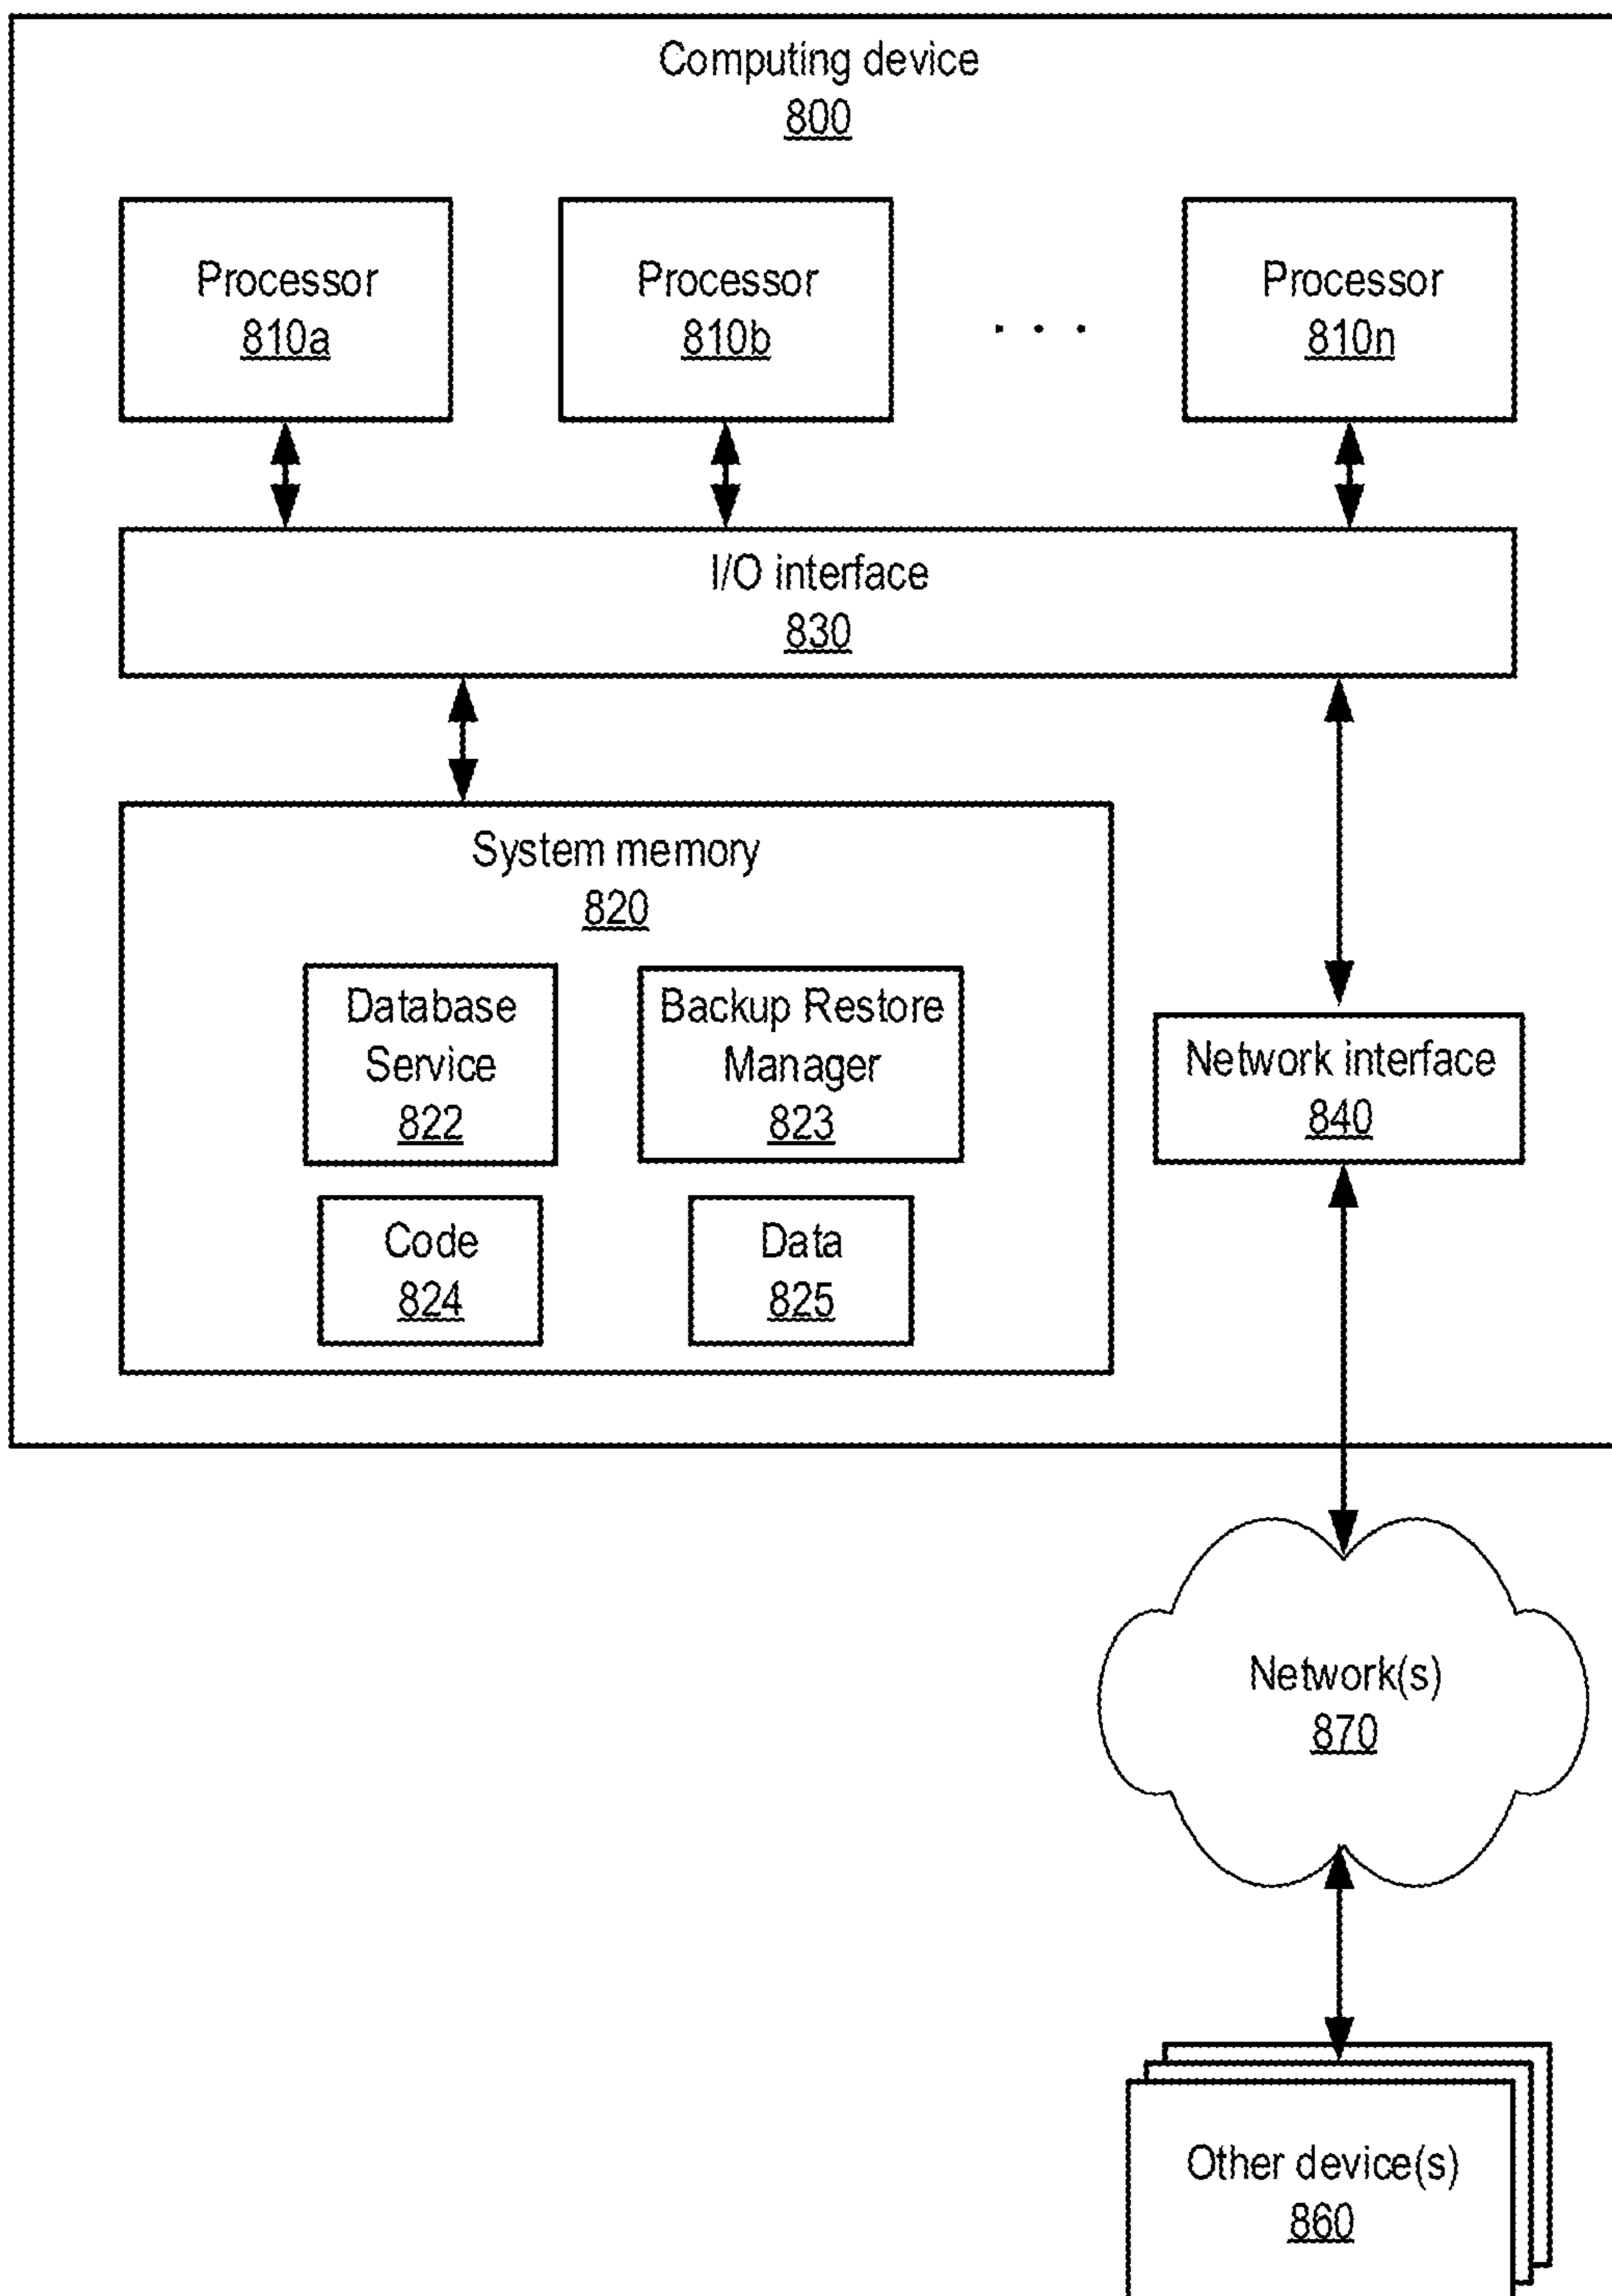 Computing device
800
Processor
810a
Processor
810b
. . .
Processor
810n
I/O interface
830
System memory
820
Database
Service
822
Backup Restore
Manager
823
Network interface
840
Code
824
Data
825
Network(s)
870
Other device(s)
860